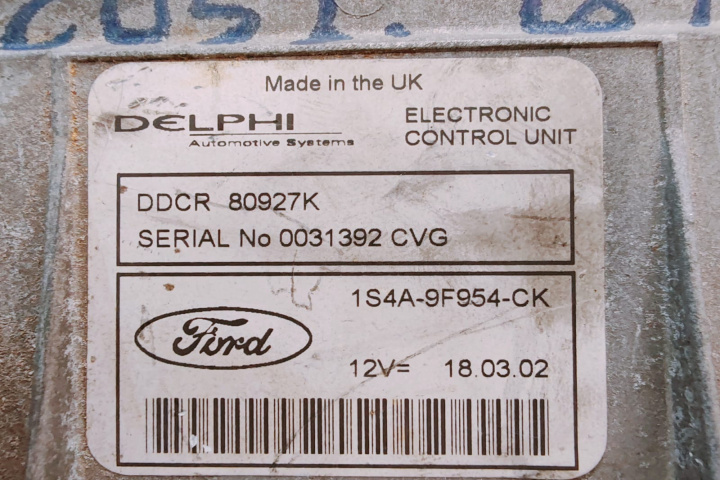 Made in the UK
DELPHI
Automotive Systems
ELECTRONIC
CONTROL UNIT
DDCR 80927K
SERIAL No 0031392 CVG
1S4A-9F954-CK
Ford
12V= 18.03.02